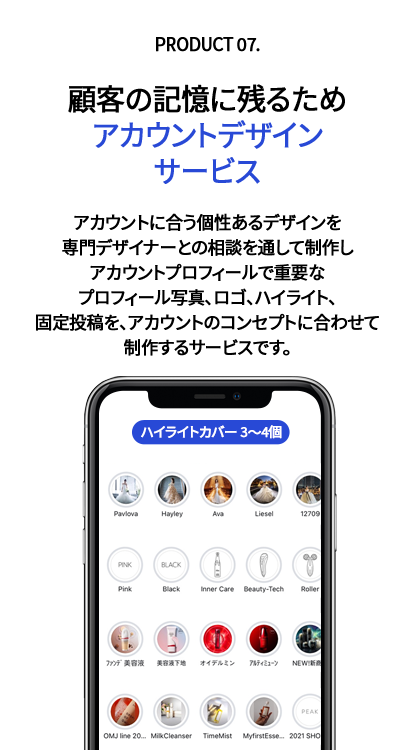 PRODUCT 07.
顧客の記憶に残るため
アカウントデザイン
サービス
アカウントに合う個性あるデザインを
専門デザイナーとの相談を通して制作し
アカウントプロフィールで重要な
プロフィール写真、ロゴ、ハイライト、
固定投稿を、アカウントのコンセプトに合わせて
制作するサービスです。
ハイライトカバー 3〜4個
Pavlova Hayley Ava Liesel 12709
PINK BLACK
Pink Black Inner Care Beauty-Tech Roller
ﾌｧﾝﾃﾞ 美容液 美容液下地 オイデルミン ｱﾙﾃｨﾐｭｰﾝ NEW!新商
PEAK
OMJ line 20... MilkCleanser TimeMist MyfirstEsse... 2021 SHO